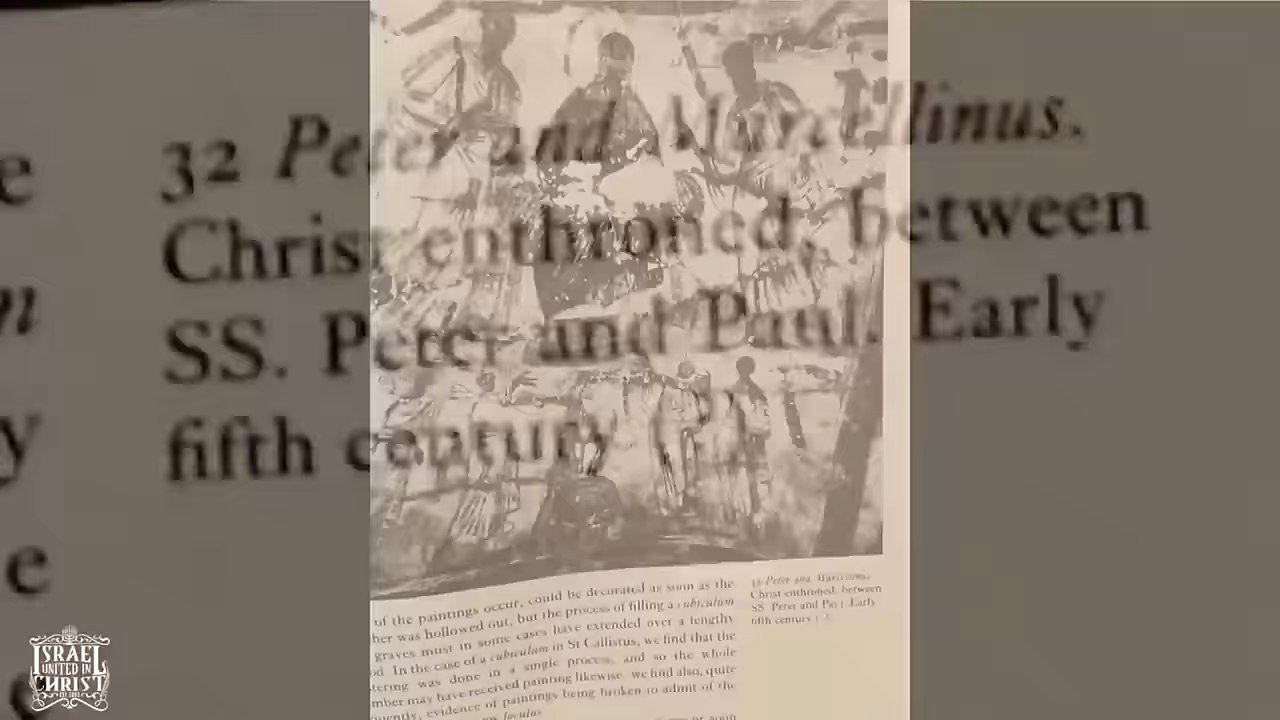 32 Peter and Marcellinus.
Christ enthroned, between
SS. Peter and Paul. Early
fifth century
e
n
y
e
of the paintings occur, could be decorated as soon as the
ber was hollowed out, but the process of filling a cubiculum
graves must in some cases have extended over a lengthy
od. In the case of a cubiculum in St Callistus, we find that the
tering was done in a single process, and so the whole
mber may have received painting likewise. we find also, quite
quently, evidence of paintings being broken to admit of the
loculus
or soon
32 Peter and Marcellinus.
Christ enthroned, between
SS. Peter and Paul. Early
fifth century
ISRAEL
UNITED IN
CHRIST